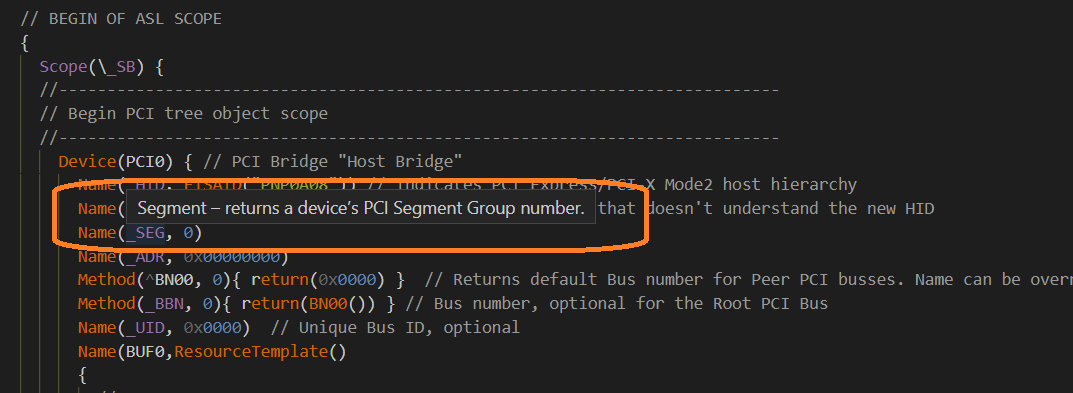 // BEGIN OF ASL SCOPE
{
Scope(\_SB) {
//-----------------------------------------------------------------------
// Begin PCI tree object scope
//-----------------------------------------------------------------------
Device(PCI0) { // PCI Bridge "Host Bridge"
Name(_HID, EISAID("PNP0A08")) // Indicates PCI Express/PCI-X Mode2 host hierarchy
Name( that doesn't understand the new HID
Segment – returns a device’s PCI Segment Group number.
Name(_SEG, 0)
Name(_ADR, 0x00000000)
Method(^BN00, 0){ return(0x0000) } // Returns default Bus number for Peer PCI busses. Name can be overr
Method(_BBN, 0){ return(BN00()) } // Bus number, optional for the Root PCI Bus
Name(_UID, 0x0000) // Unique Bus ID, optional
Name(BUF0,ResourceTemplate()
{